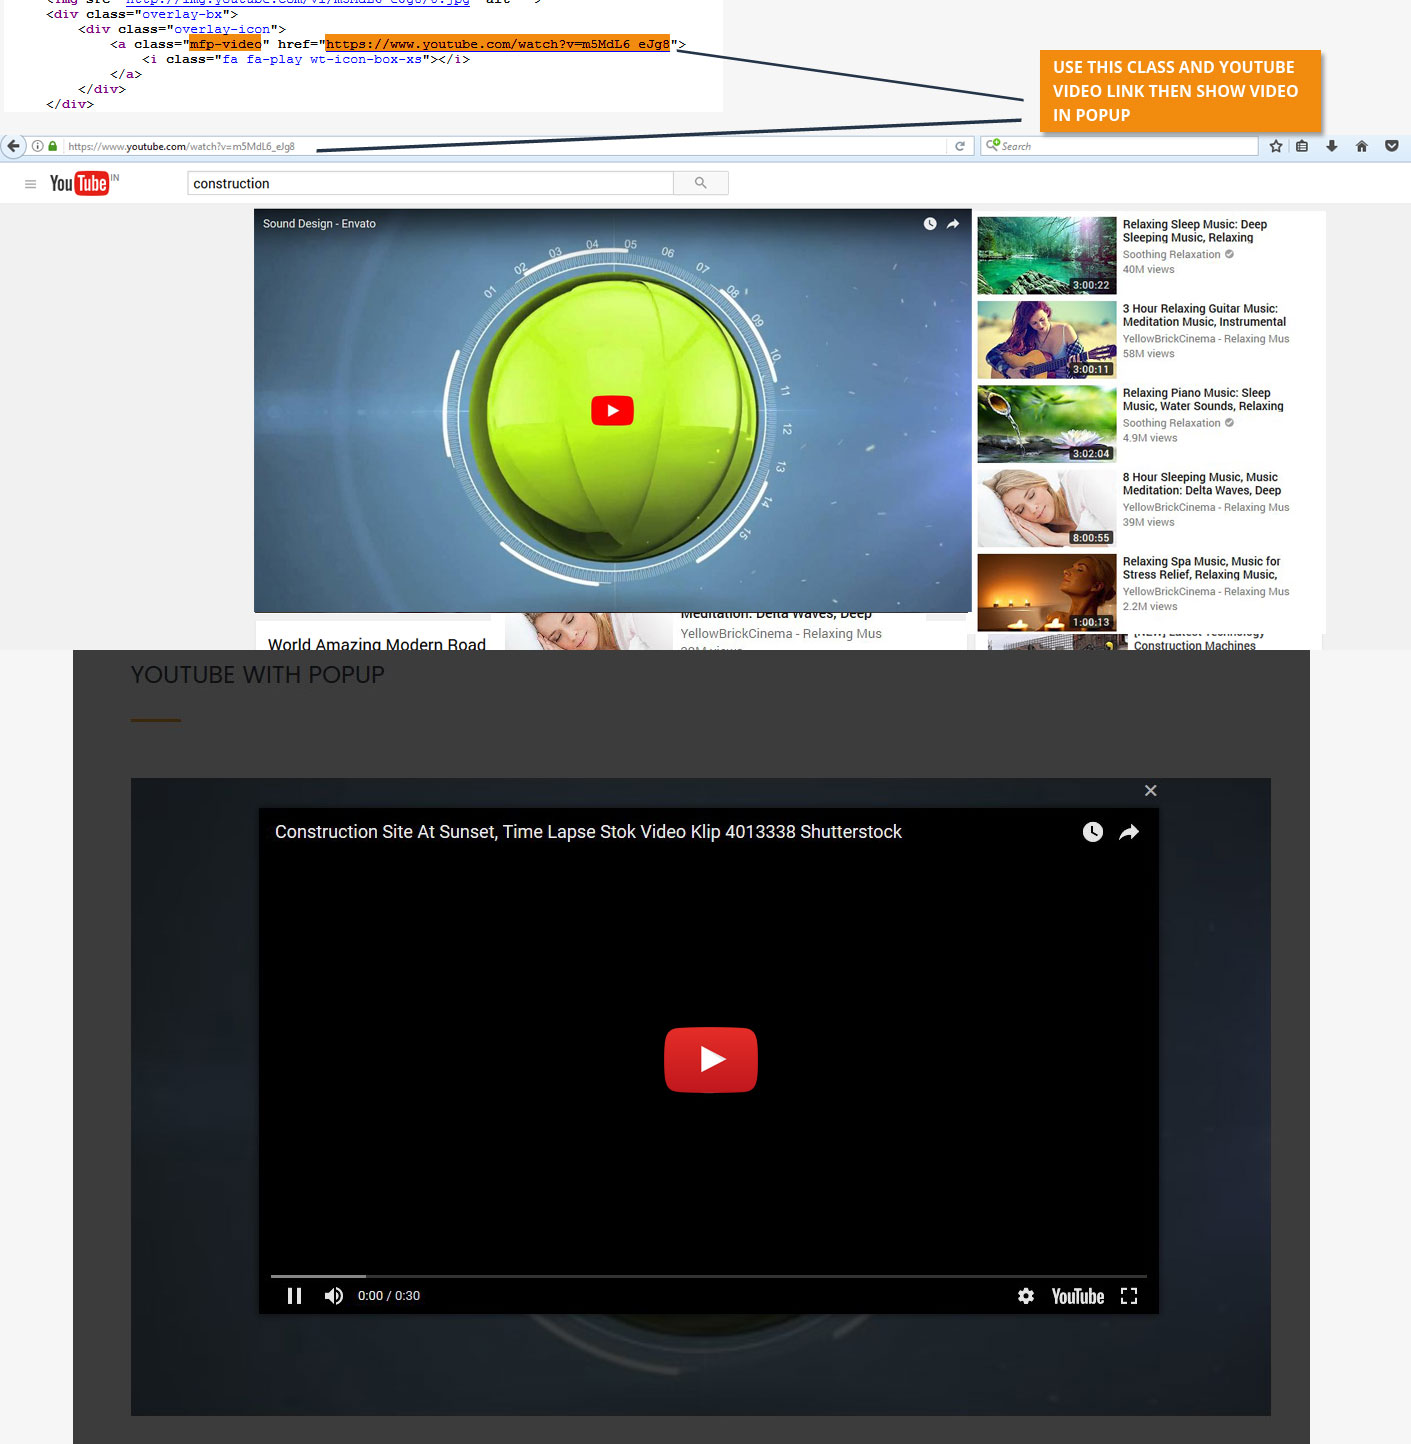 <div class="overlay-bx">
<div class="overlay-icon">
<a class="mfp-video" href="https://www.youtube.com/watch?v=m5MdL6_eJg8">
<i class="fa fa-play wt-icon-box-xs"></i>
</a>
</div>
</div>
USE THIS CLASS AND YOUTUBE
VIDEO LINK THEN SHOW VIDEO
IN POPUP
https://www.youtube.com/watch?v=m5MdL6_eJg8
Search
YouTube IN
construction
Sound Design - Envato
01
02
03
04
05
06
07
08
09
10
11
12
13
14
15
Relaxing Sleep Music: Deep
Sleeping Music, Relaxing
Soothing Relaxation
40M views
3:00:22
3 Hour Relaxing Guitar Music:
Meditation Music, Instrumental
YellowBrickCinema - Relaxing Mus
58M views
3:00:11
Relaxing Piano Music: Sleep
Music, Water Sounds, Relaxing
Soothing Relaxation
4.9M views
3:02:04
8 Hour Sleeping Music, Music
Meditation: Delta Waves, Deep
YellowBrickCinema - Relaxing Mus
39M views
8:00:55
Relaxing Spa Music, Music for
Stress Relief, Relaxing Music,
YellowBrickCinema - Relaxing Mus
2.2M views
1:00:13
World Amazing Modern Road
Meditation: Delta Waves, Deep
YellowBrickCinema - Relaxing Mus
[NEW] Latest Technology
Construction Machines
YOUTUBE WITH POPUP
Construction Site At Sunset, Time Lapse Stok Video Klip 4013338 Shutterstock
0:00 / 0:30
YouTube